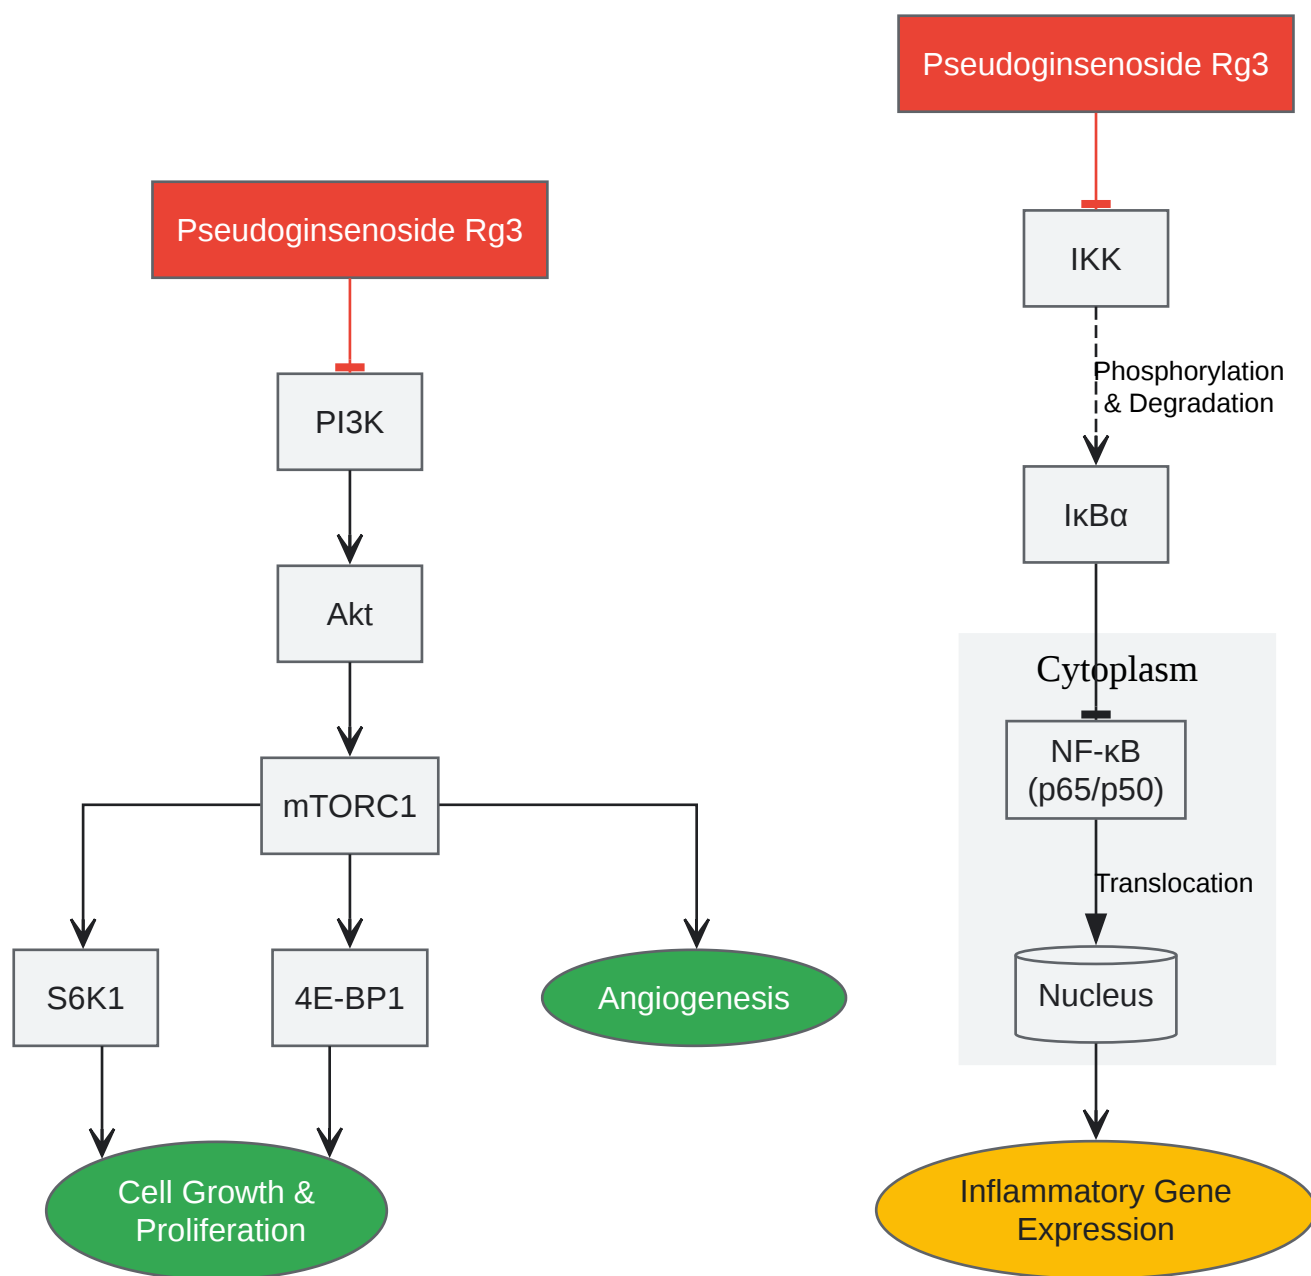 Pseudoginsenoside Rg3
PI3K
Akt
mTORC1
S6K1
4E-BP1
Angiogenesis
Cell Growth &
Proliferation
Pseudoginsenoside Rg3
IKK
Phosphorylation
& Degradation
IκBα
Cytoplasm
NF-κB
(p65/p50)
Translocation
Nucleus
Inflammatory Gene
Expression